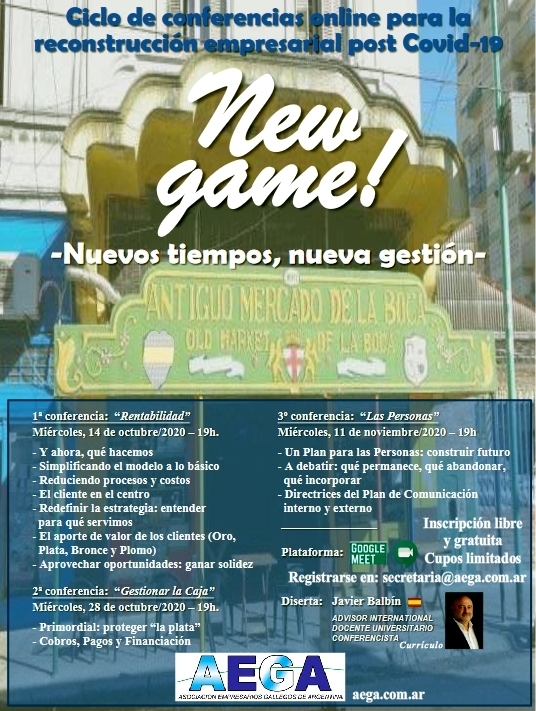 Ciclo de conferencias online para la
reconstrucción empresarial post Covid-19
New
game!
-Nuevos tiempos, nueva gestión-
ANTIGUO MERCADO DE LA BOCA
OLD MARKET OF LA BOCA
1ª conferencia: “Rentabilidad”
Miércoles, 14 de octubre/2020 – 19h.
- Y ahora, qué hacemos
- Simplificando el modelo a lo básico
- Reduciendo procesos y costos
- El cliente en el centro
- Redefinir la estrategia: entender
para qué servimos
- El aporte de valor de los clientes (Oro,
Plata, Bronce y Plomo)
- Aprovechar oportunidades: ganar solidez
2ª conferencia: “Gestionar la Caja”
Miércoles, 28 de octubre/2020 – 19h.
- Primordial: proteger “la plata”
- Cobros, Pagos y Financiación
3º conferencia: “Las Personas”
Miércoles, 11 de noviembre/2020 – 19h
- Un Plan para las Personas: construir futuro
- A debatir: qué permanece, qué abandonar,
qué incorporar
- Directrices del Plan de Comunicación
interno y externo
Inscripción libre
y gratuita
Cupos limitados
Plataforma: GOOGLE
MEET
Registrarse en: secretaria@aega.com.ar
Diserta: Javier Balbín
ADVISOR INTERNATIONAL
DOCENTE UNIVERSITARIO
CONFERENCISTA
Currículo
AEGA
ASOCIACION EMPRESARIOS GALLEGOS DE ARGENTINA
aega.com.ar